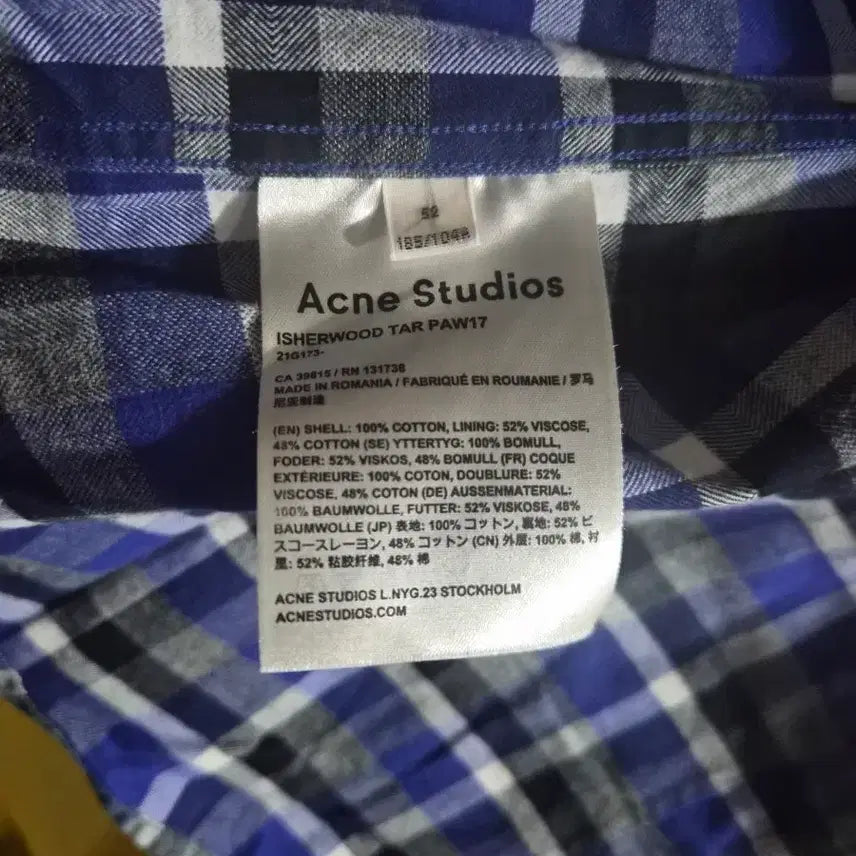 52
185/104A
Acne Studios
ISHERWOOD TAR PAW17
21G173-
CA 39815 / RN 131738
MADE IN ROMANIA / FABRIQUÉ EN ROUMANIE / 罗马
尼亚制造
(EN) SHELL: 100% COTTON, LINING: 52% VISCOSE,
48% COTTON (SE) YTTERTYG: 100% BOMULL,
FODER: 52% VISKOS, 48% BOMULL (FR) COQUE
EXTÉRIEURE: 100% COTON, DOUBLURE: 52%
VISCOSE, 48% COTON (DE) AUSSENMATERIAL:
100% BAUMWOLLE, FUTTER: 52% VISKOSE, 48%
BAUMWOLLE (JP) 表地: 100% コットン, 裏地: 52% ビ
スコースレーヨン, 48% コットン (CN) 外层: 100% 棉, 衬
里: 52% 粘胶纤维, 48% 棉
ACNE STUDIOS L.NYG.23 STOCKHOLM
ACNESTUDIOS.COM